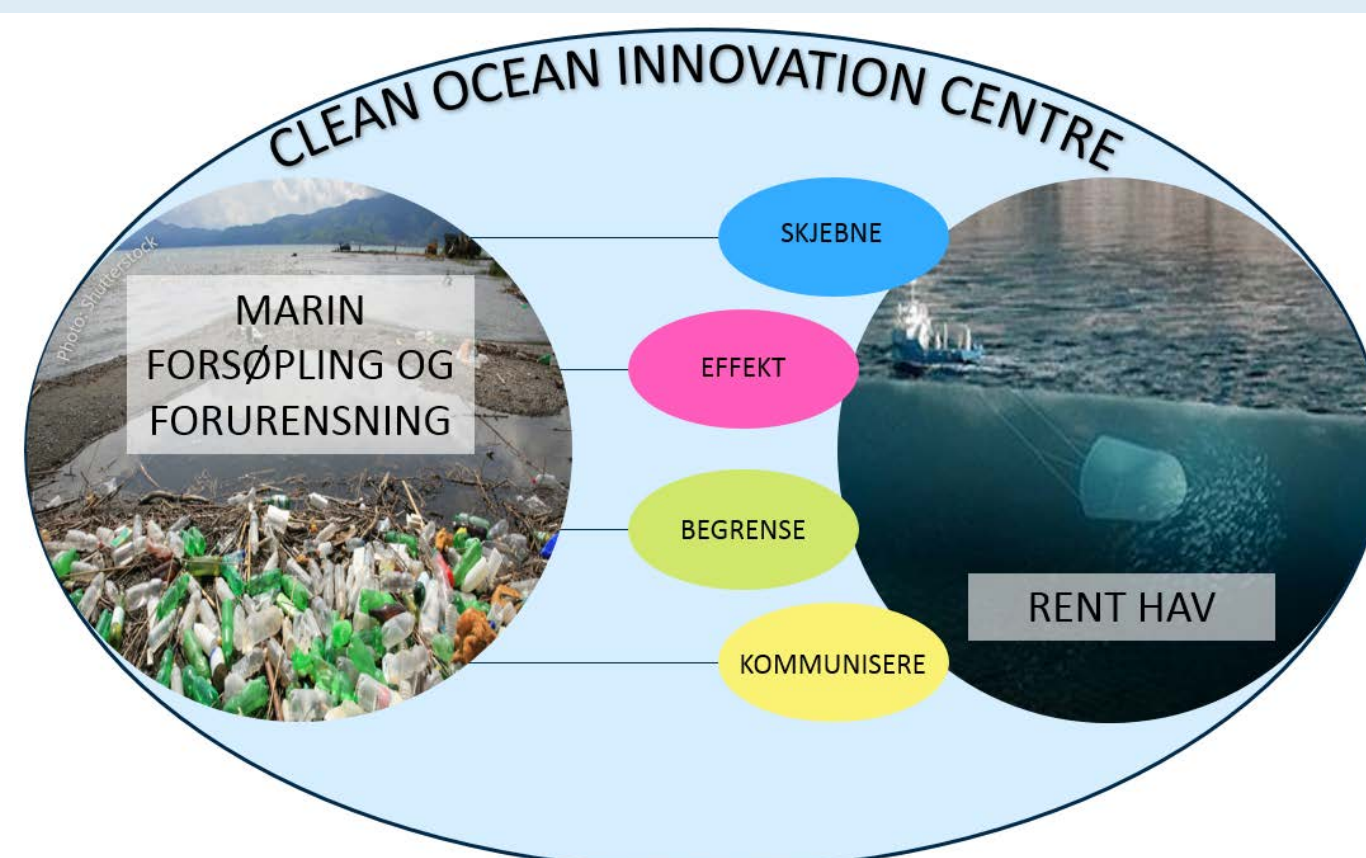 CLEAN OCEAN INNOVATION CENTRE
Photo: Shutterstock
MARIN
FORSØPLING OG
FORURENSNING
SKJEBNE
EFFEKT
BEGRENSE
KOMMUNISERE
RENT HAV